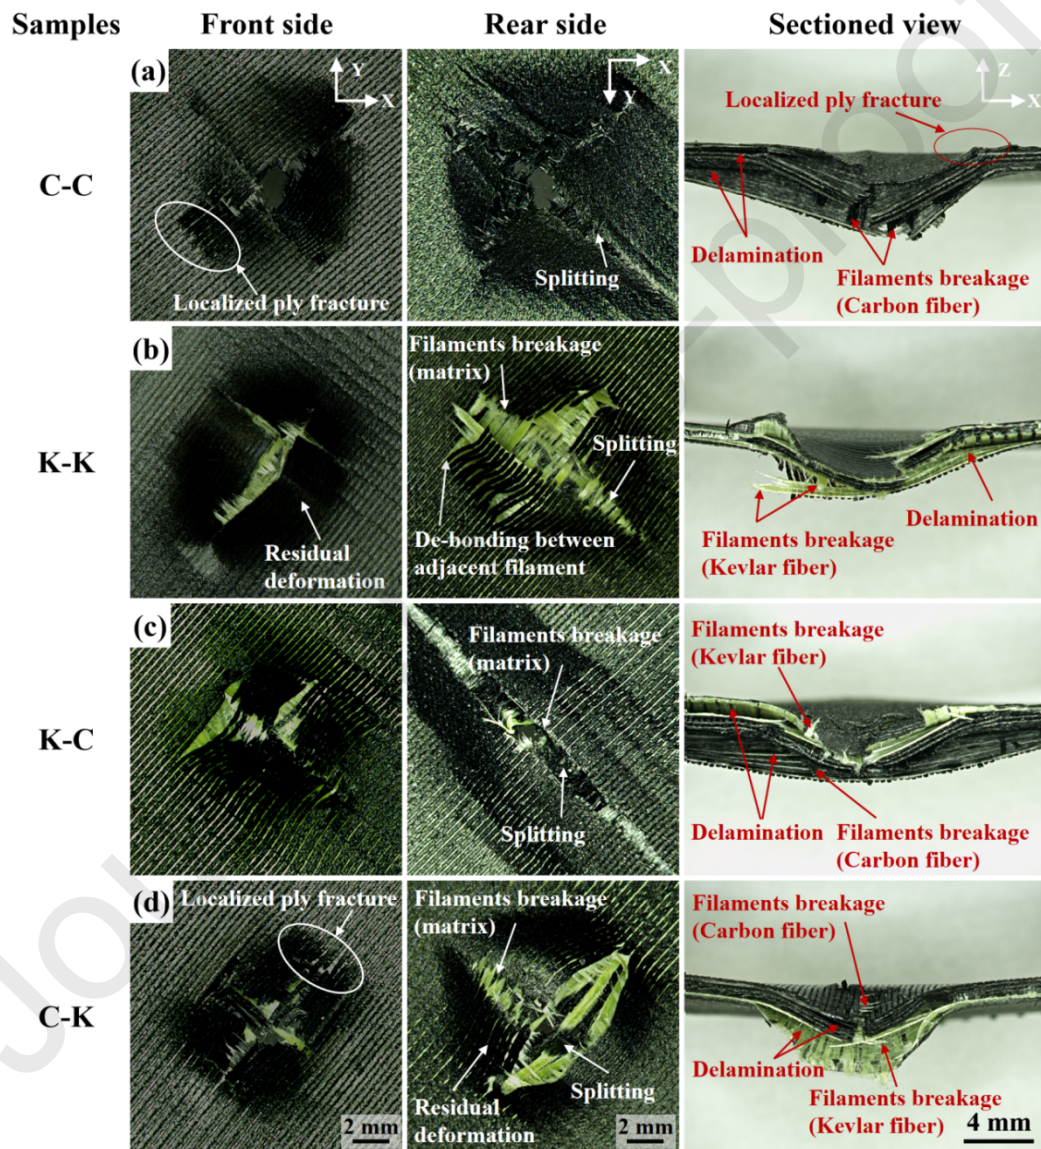 Samples Front side Rear side Sectioned view
(a)
Y
X
X
Y
Z
X
C-C
Localized ply fracture
Splitting
Localized ply fracture
Delamination
Filaments breakage
(Carbon fiber)
(b)
K-K
Residual
deformation
Filaments breakage
(matrix)
Splitting
De-bonding between
adjacent filament
Delamination
Filaments breakage
(Kevlar fiber)
(c)
K-C
Filaments breakage
(matrix)
Splitting
Filaments breakage
(Kevlar fiber)
Delamination
Filaments breakage
(Carbon fiber)
(d)
C-K
Localized ply fracture
2 mm
Filaments breakage
(matrix)
Splitting
Residual
deformation
2 mm
Filaments breakage
(Carbon fiber)
Delamination
Filaments breakage
(Kevlar fiber)
4 mm